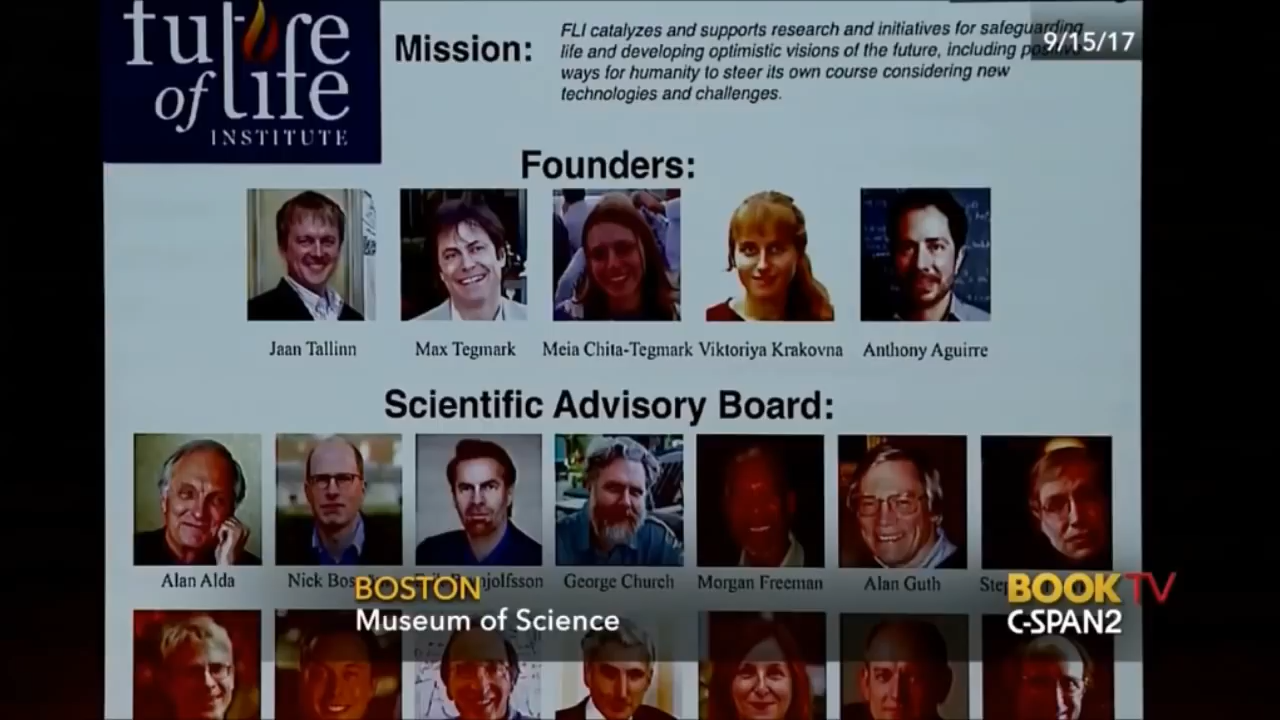 future
of life
INSTITUTE
Mission:
FLI catalyzes and supports research and initiatives for safeguarding
life and developing optimistic visions of the future, including
ways for humanity to steer its own course considering new
technologies and challenges.
9/15/17
Founders:
Jaan Tallinn Max Tegmark Meia Chita-Tegmark Viktoriya Krakovna Anthony Aguirre
Scientific Advisory Board:
Alan Alda Nick George Church Morgan Freeman Alan Guth
BOSTON
Museum of Science
BOOK TV
C-SPAN2